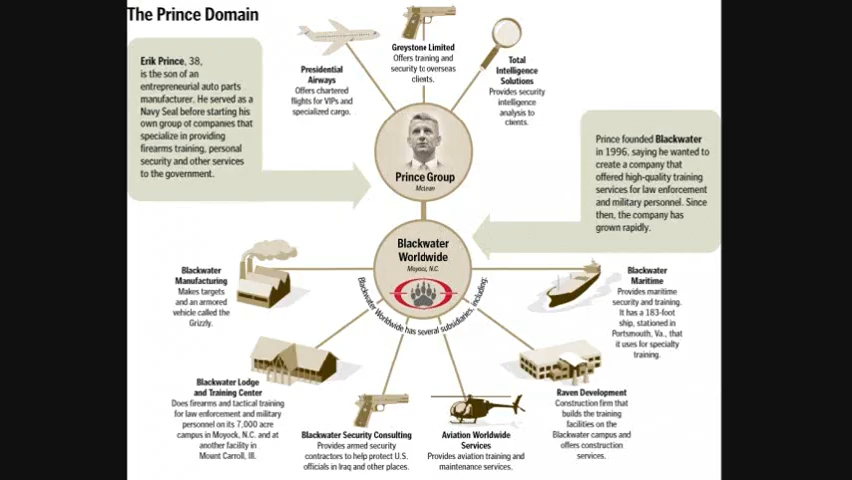 The Prince Domain
Erik Prince, 38,
is the son of an
entrepreneurial auto parts
manufacturer. He served as a
Navy Seal before starting his
own group of companies that
specialize in providing
firearms training, personal
security and other services
to the government.
Presidential
Airways
Offers chartered
flights for VIPs and
specialized cargo.
Greystone Limited
Offers training and
security to overseas
clients.
Total
Intelligence
Solutions
Provides security
intelligence
analysis to
clients.
Prince Group
McLean
Prince founded Blackwater
in 1996, saying he wanted to
create a company that
offered high-quality training
services for law enforcement
and military personnel. Since
then, the company has
grown rapidly.
Blackwater
Worldwide
Moyock, N.C.
Blackwater Worldwide has several subsidiaries, including:
Blackwater
Manufacturing
Makes targets
and an armored
vehicle called the
Grizzly.
Blackwater
Maritime
Provides maritime
security and training.
It has a 183-foot
ship, stationed in
Portsmouth, Va., that
it uses for specialty
training.
Blackwater Lodge
and Training Center
Does firearms and tactical training
for law enforcement and military
personnel on its 7,000 acre
campus in Moyock, N.C. and at
another facility in
Mount Carroll, Ill.
Blackwater Security Consulting
Provides armed security
contractors to help protect U.S.
officials in Iraq and other places.
Aviation Worldwide
Services
Provides aviation training and
maintenance services.
Raven Development
Construction firm that
builds the training
facilities on the
Blackwater campus and
offers construction
services.